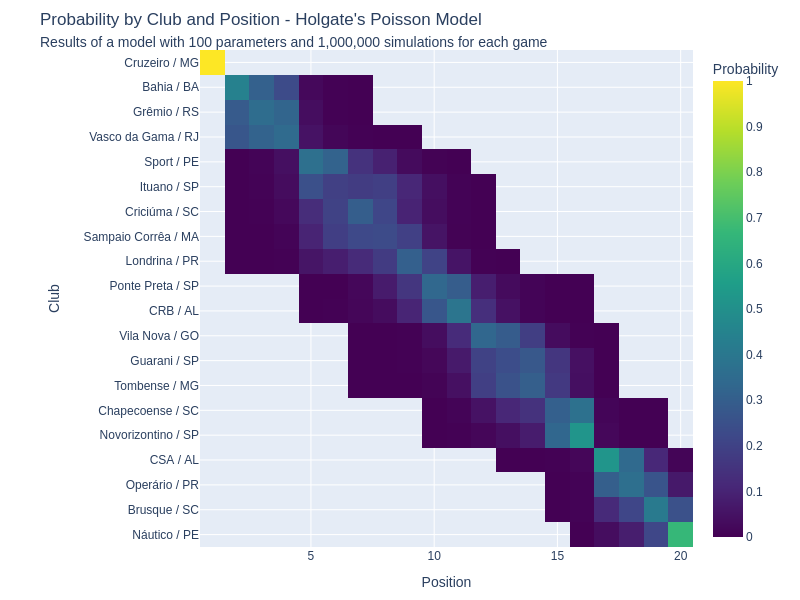 Probability by Club and Position - Holgate's Poisson Model
Results of a model with 100 parameters and 1,000,000 simulations for each game
Probability
Club
Cruzeiro / MG
Bahia / BA
Grêmio / RS
Vasco da Gama / RJ
Sport / PE
Ituano / SP
Criciúma / SC
Sampaio Corrêa / MA
Londrina / PR
Ponte Preta / SP
CRB / AL
Vila Nova / GO
Guarani / SP
Tombense / MG
Chapecoense / SC
Novorizontino / SP
CSA / AL
Operário / PR
Brusque / SC
Náutico / PE
1
0.9
0.8
0.7
0.6
0.5
0.4
0.3
0.2
0.1
0
5 10 15 20
Position